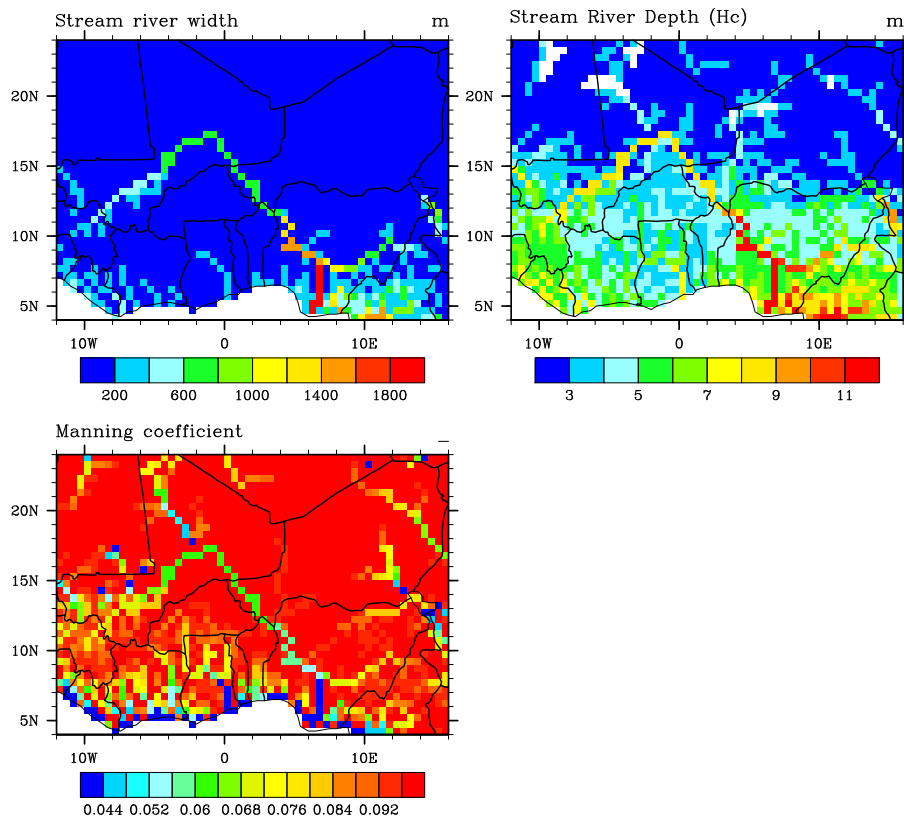 Stream river width m
Stream River Depth (Hc) m
20N
15N
10N
5N
10W 0 10E
200 600 1000 1400 1800
20N
15N
10N
5N
10W 0 10E
3 5 7 9 11
Manning coefficient _
20N
15N
10N
5N
10W 0 10E
0.044 0.052 0.06 0.068 0.076 0.084 0.092